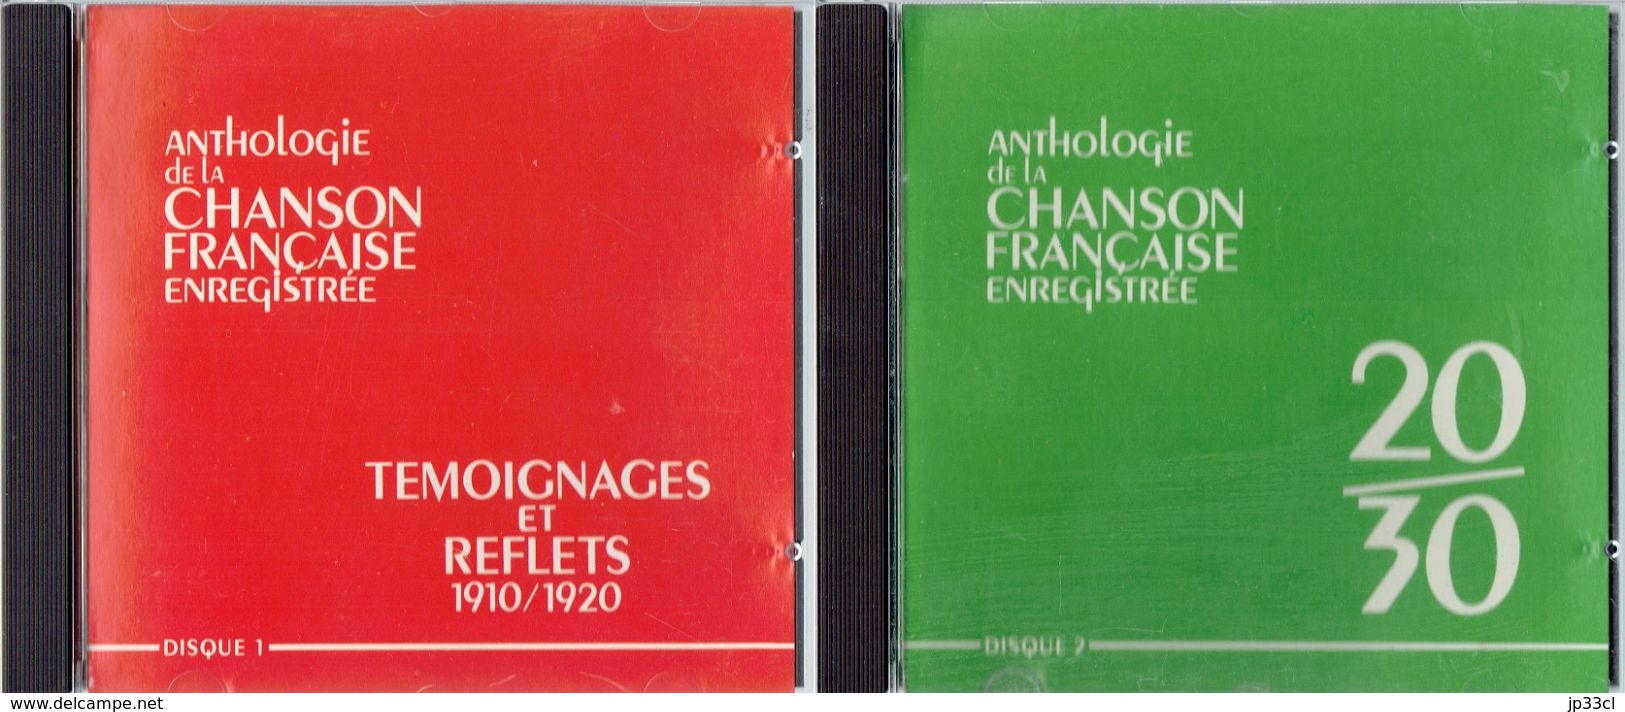 ANThologiE
dE lA
CHANSON
FRANÇAISE
ENREgiSTRÉE
TEMOIGNAGES
ET
REFLETS
1910/1920
DISQUE 1
ANThologiE
dE lA
CHANSON
FRANÇAISE
ENREgiSTRÉE
20
30
DISQUE 2
www.delcampe.net
jp33cl